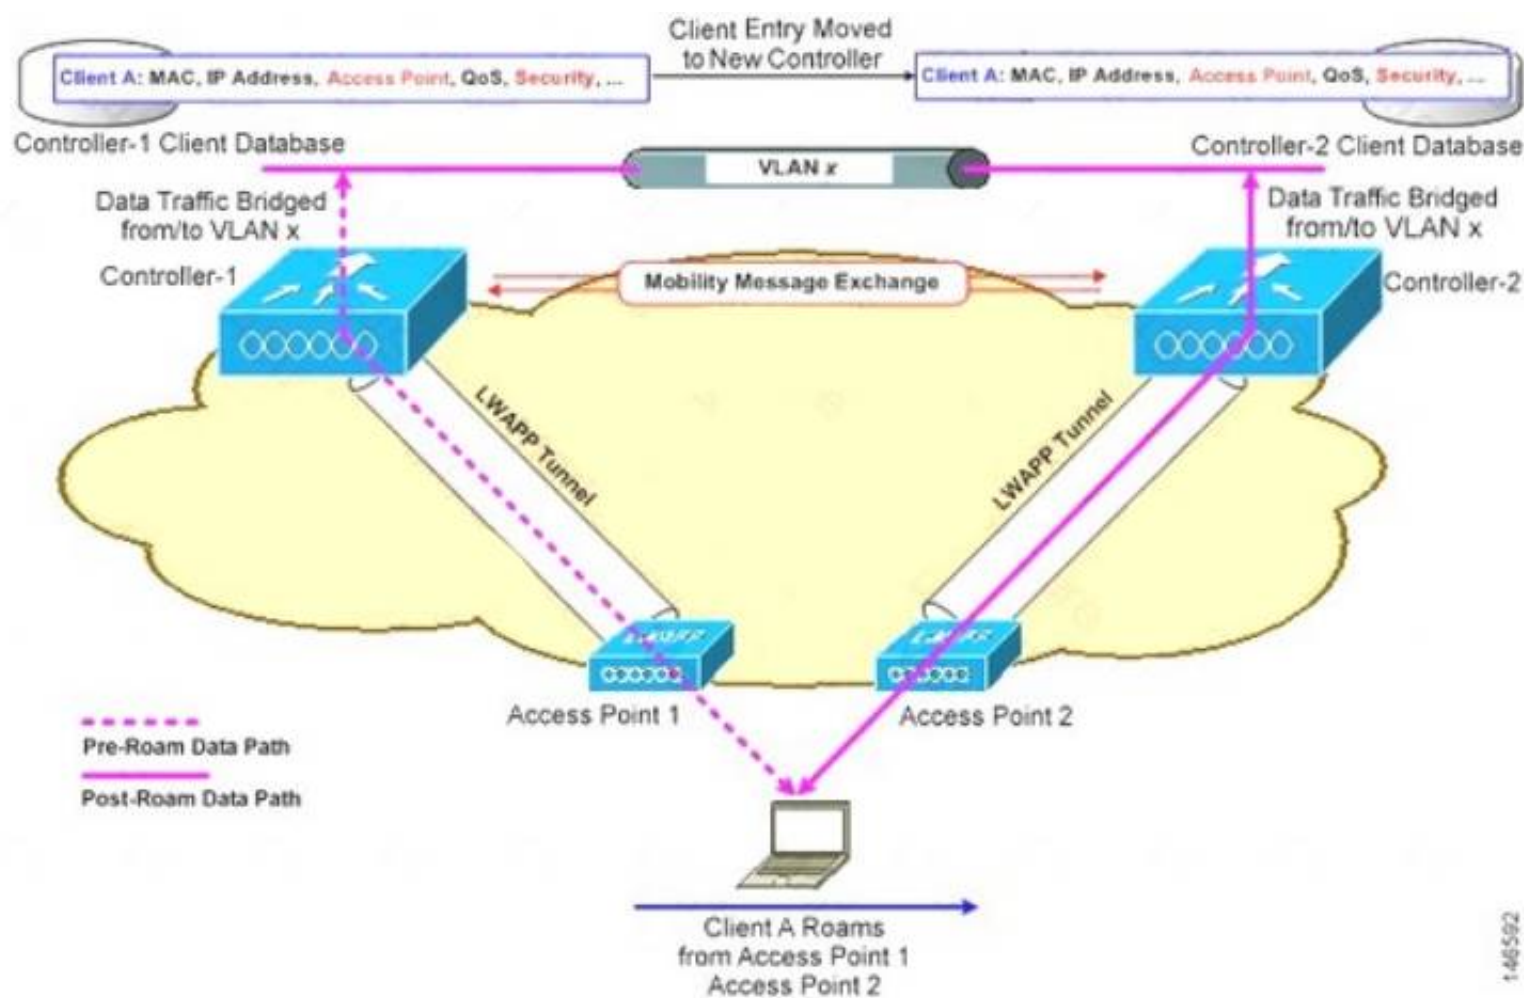 Client Entry Moved
to New Controller
Client A: MAC, IP Address, Access Point, QoS, Security, ...
Client A: MAC, IP Address, Access Point, QoS, Security, ...
Controller-1 Client Database
Controller-2 Client Database
VLAN x
Data Traffic Bridged
from/to VLAN x
Data Traffic Bridged
from/to VLAN x
Controller-1
Mobility Message Exchange
Controller-2
LWAPP Tunnel
LWAPP Tunnel
LWAPP
LWAPP
Access Point 1
Access Point 2
Pre-Roam Data Path
Post-Roam Data Path
Client A Roams
from Access Point 1
Access Point 2
146592